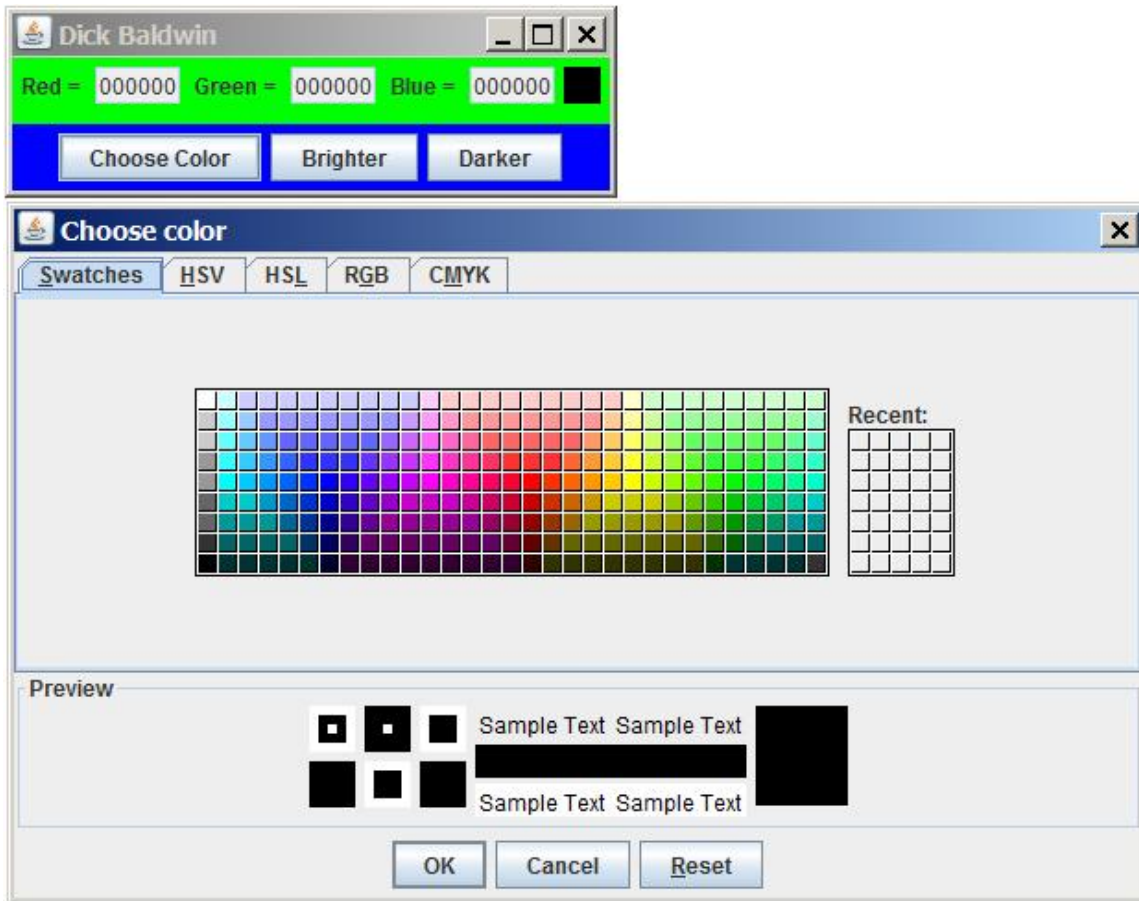 Dick Baldwin
Red = 000000 Green = 000000 Blue = 000000
Choose Color Brighter Darker
Choose color
Swatches HSV HSL RGB CMYK
Recent:
Preview
Sample Text Sample Text
Sample Text Sample Text
OK Cancel Reset